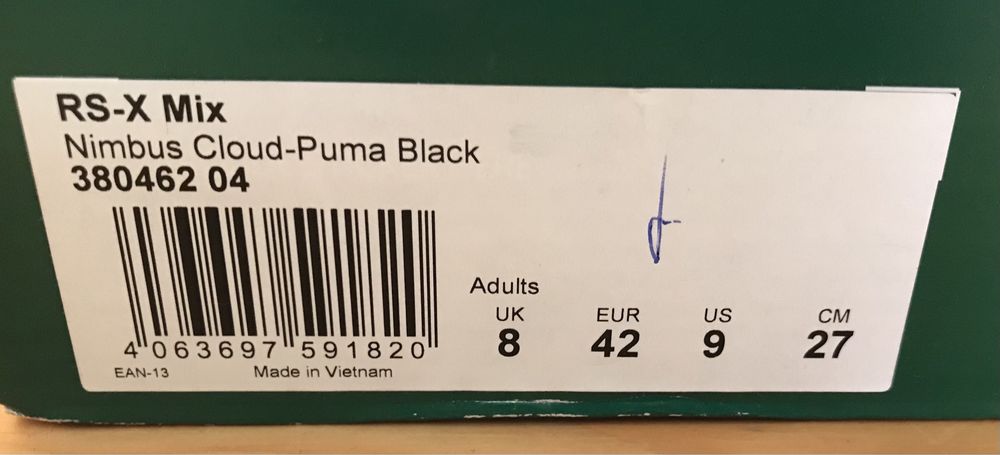 RS-X Mix
Nimbus Cloud-Puma Black
380462 04
4 063697 591820
EAN-13 Made in Vietnam
Adults
UK EUR US CM
8 42 9 27